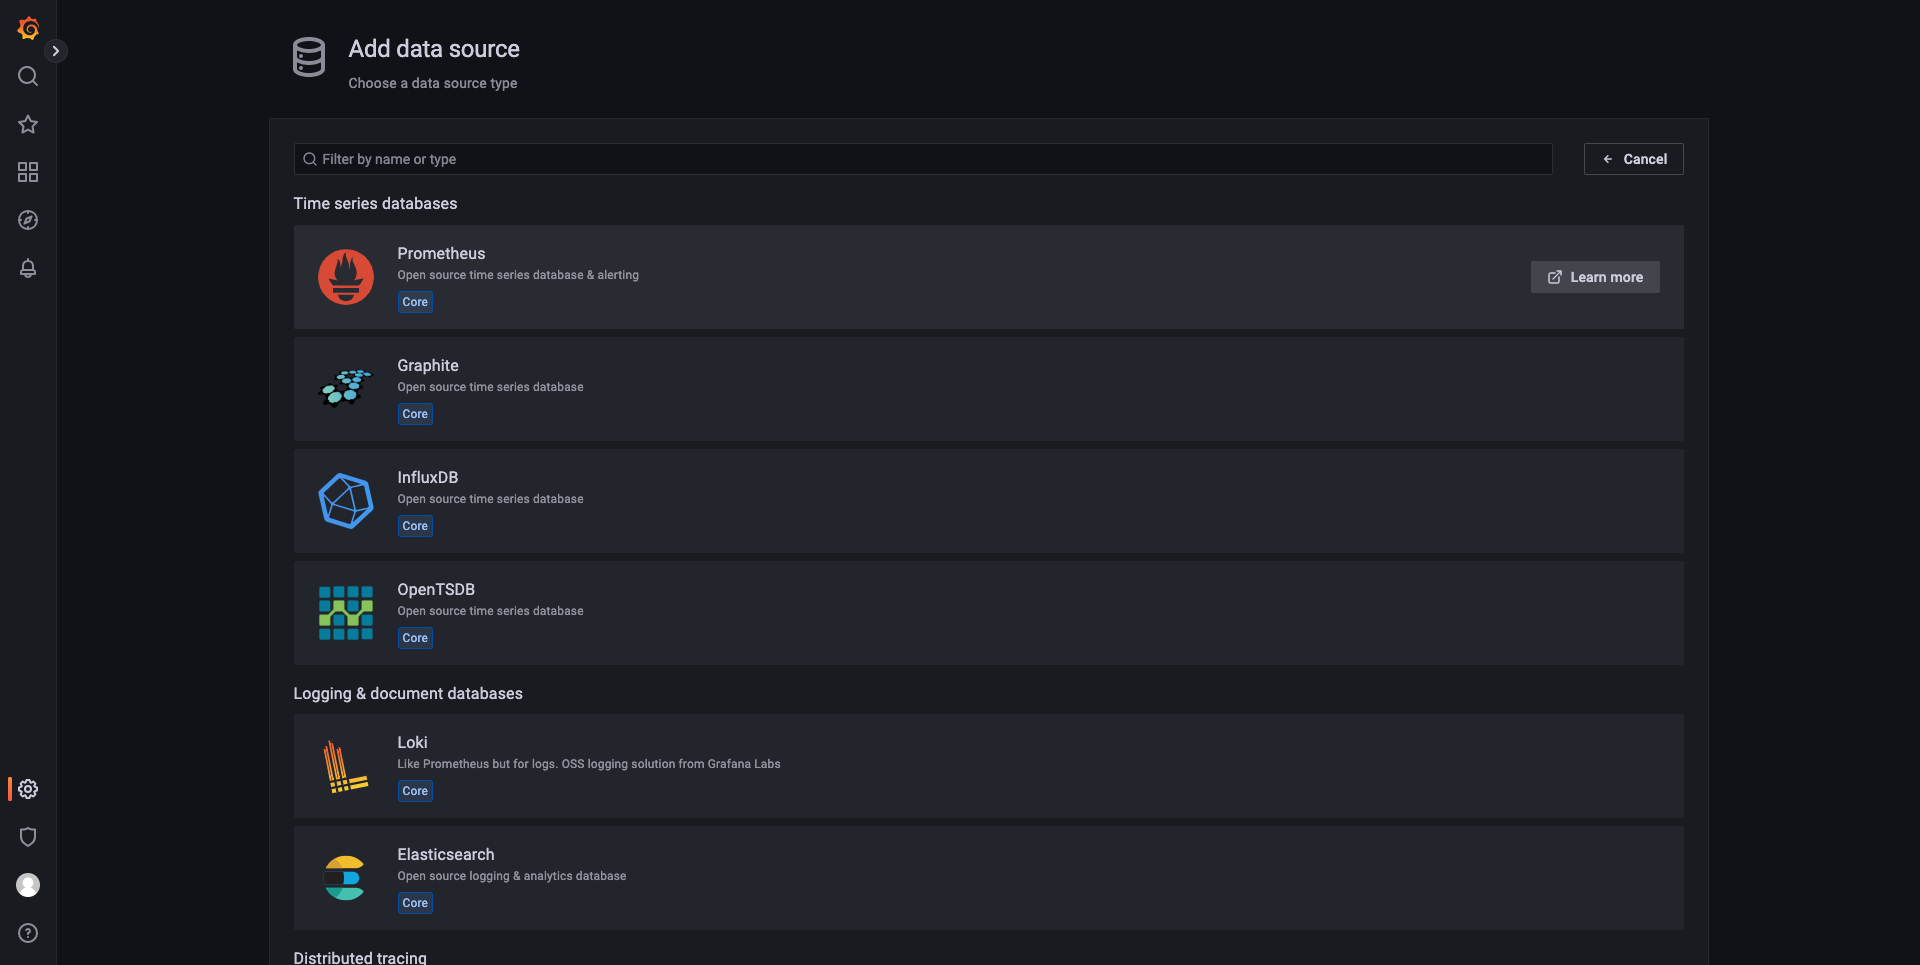 Add data source
Choose a data source type
Filter by name or type
Cancel
Time series databases
Prometheus
Open source time series database & alerting
Core
Learn more
Graphite
Open source time series database
Core
InfluxDB
Open source time series database
Core
OpenTSDB
Open source time series database
Core
Logging & document databases
Loki
Like Prometheus but for logs. OSS logging solution from Grafana Labs
Core
Elasticsearch
Open source logging & analytics database
Core
Distributed tracing